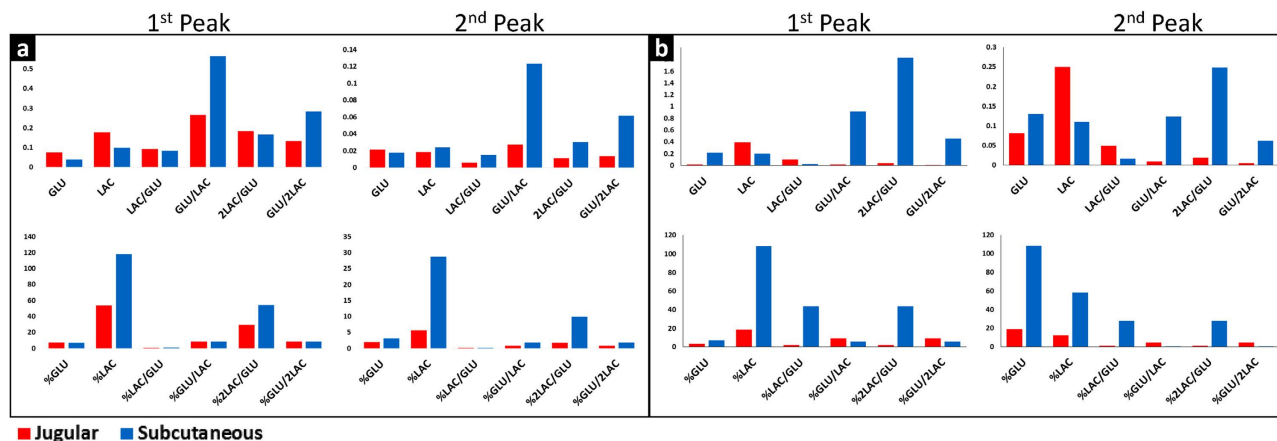 1st Peak
2nd Peak
1st Peak
2nd Peak
a
0.5
0.4
0.3
0.2
0.1
0
GLU
LAC
LAC/GLU
GLU/LAC
2LAC/GLU
GLU/2LAC
0.14
0.12
0.1
0.08
0.06
0.04
0.02
0
GLU
LAC
LAC/GLU
GLU/LAC
2LAC/GLU
GLU/2LAC
140
120
100
80
60
40
20
0
%GLU
%LAC
%LAC/GLU
%GLU/LAC
%2LAC/GLU
%GLU/2LAC
35
30
25
20
15
10
5
0
%GLU
%LAC
%LAC/GLU
%GLU/LAC
%2LAC/GLU
%GLU/2LAC
b
1.8
1.6
1.4
1.2
1
0.8
0.6
0.4
0.2
0
GLU
LAC
LAC/GLU
GLU/LAC
2LAC/GLU
GLU/2LAC
0.3
0.25
0.2
0.15
0.1
0.05
0
GLU
LAC
LAC/GLU
GLU/LAC
2LAC/GLU
GLU/2LAC
120
100
80
60
40
20
0
%GLU
%LAC
%LAC/GLU
%GLU/LAC
%2LAC/GLU
%GLU/2LAC
120
100
80
60
40
20
0
%GLU
%LAC
%LAC/GLU
%GLU/LAC
%2LAC/GLU
%GLU/2LAC
Jugular
Subcutaneous